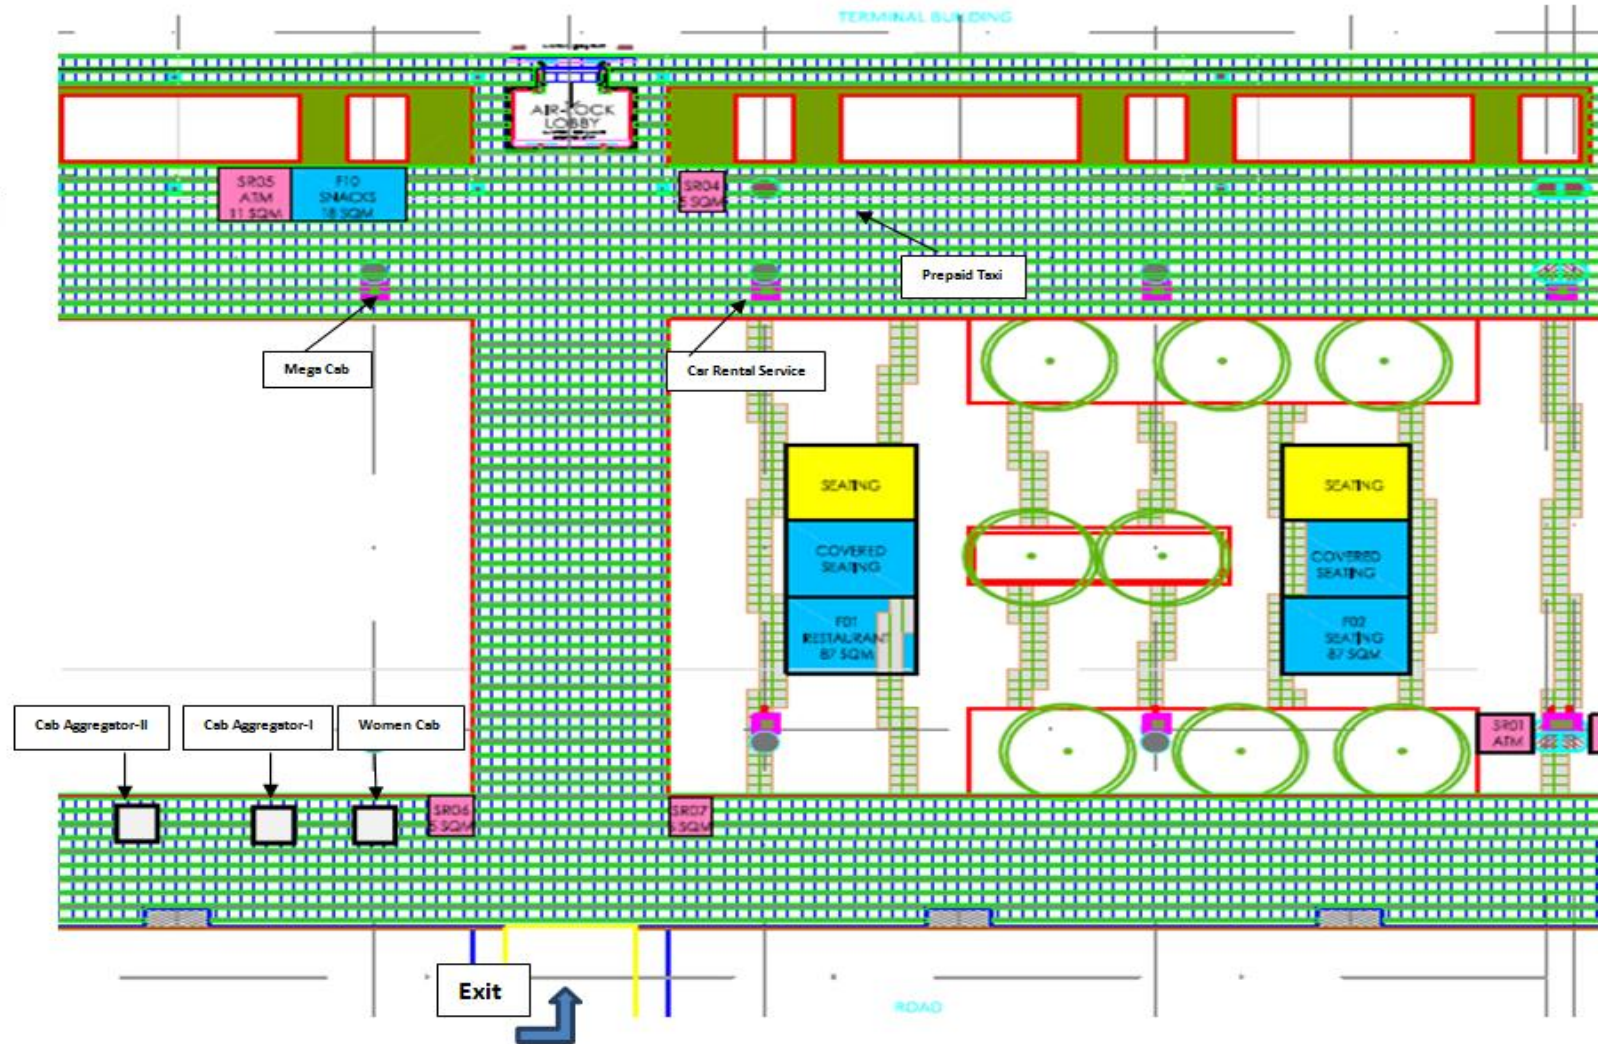 TERMINAL BUILDING
AIR-LOCK
LOBBY
SR05
ATM
11 SQM
F10
SNACKS
18 SQM
SR04
5 SQM
Prepaid Taxi
Mega Cab
Car Rental Service
SEATING
COVERED
SEATING
F01
RESTAURANT
87 SQM
SEATING
COVERED
SEATING
F02
SEATING
87 SQM
Cab Aggregator-II
Cab Aggregator-I
Women Cab
SR01
ATM
SR06
5 SQM
SR07
5 SQM
Exit
ROAD